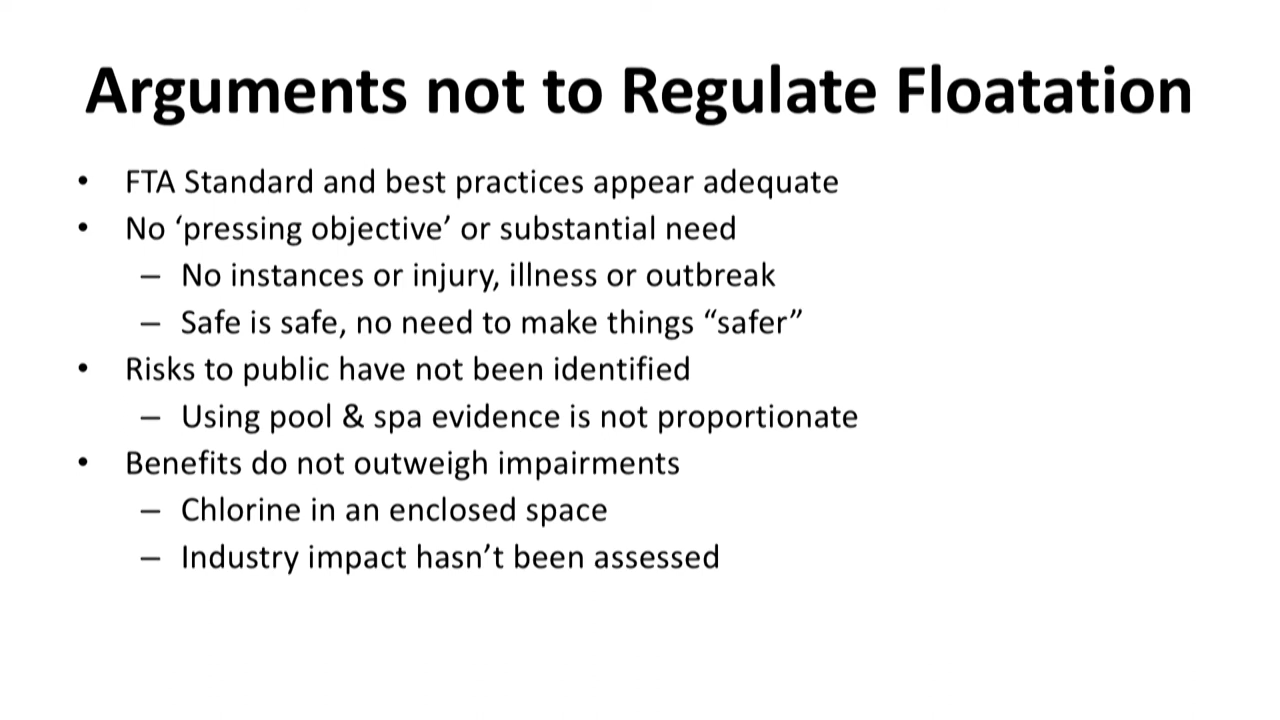 Arguments not to Regulate Floatation
• FTA Standard and best practices appear adequate
• No ‘pressing objective’ or substantial need
– No instances or injury, illness or outbreak
– Safe is safe, no need to make things “safer”
• Risks to public have not been identified
– Using pool & spa evidence is not proportionate
• Benefits do not outweigh impairments
– Chlorine in an enclosed space
– Industry impact hasn’t been assessed